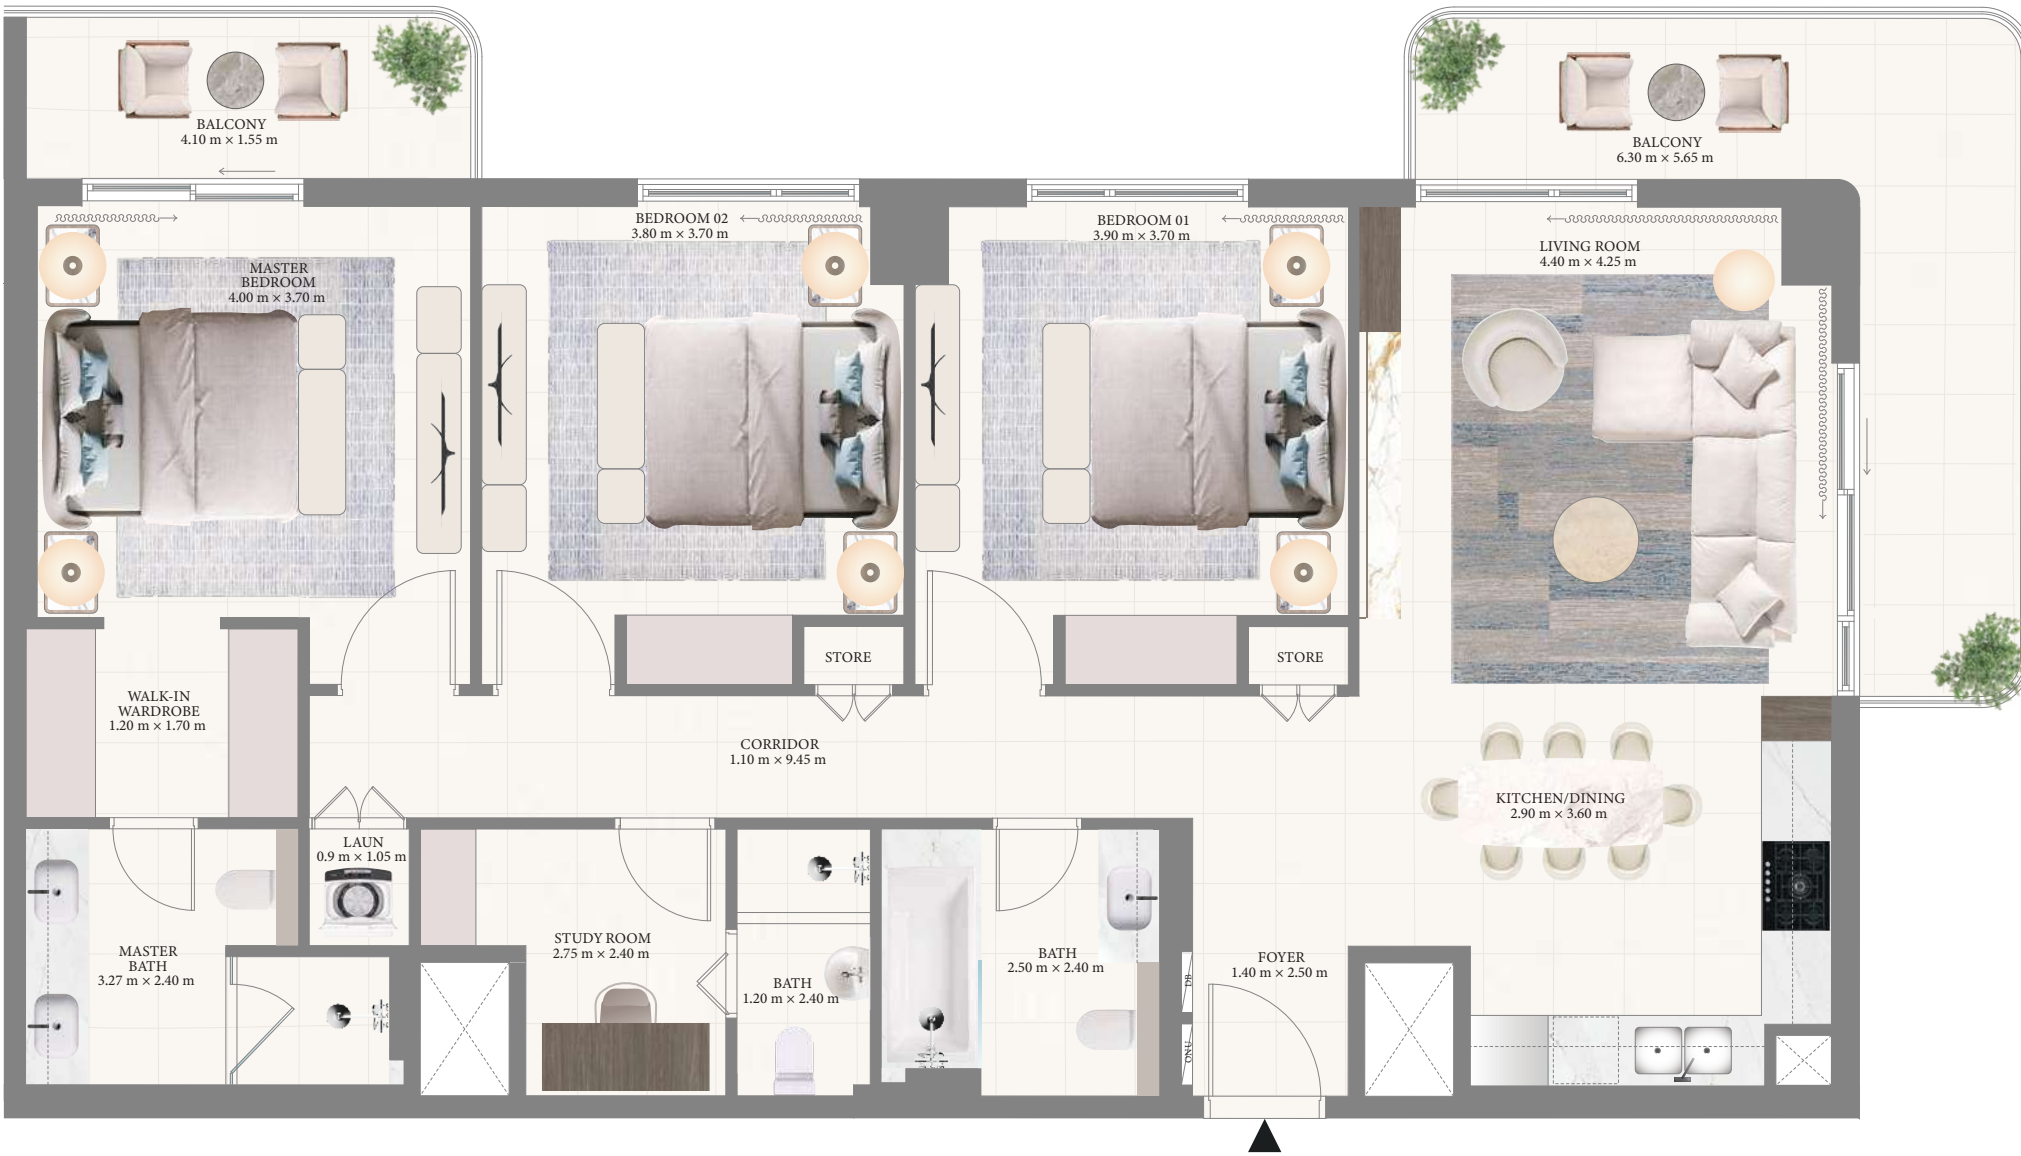 BALCONY
4.10 m × 1.55 m
BALCONY
6.30 m × 5.65 m
BEDROOM 02
3.80 m × 3.70 m
BEDROOM 01
3.90 m × 3.70 m
LIVING ROOM
4.40 m × 4.25 m
MASTER
BEDROOM
4.00 m × 3.70 m
STORE
STORE
WALK-IN
WARDROBE
1.20 m × 1.70 m
CORRIDOR
1.10 m × 9.45 m
KITCHEN/DINING
2.90 m × 3.60 m
LAUN
0.9 m × 1.05 m
MASTER
BATH
3.27 m × 2.40 m
STUDY ROOM
2.75 m × 2.40 m
BATH
1.20 m × 2.40 m
BATH
2.50 m × 2.40 m
FOYER
1.40 m × 2.50 m
DB
ONU